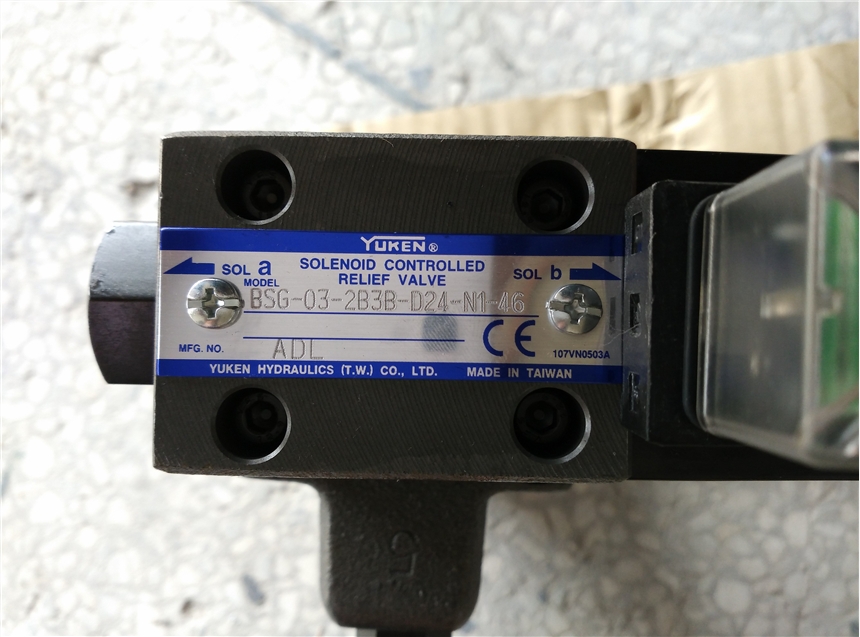 YUKEN®
SOL a
SOLENOID CONTROLLED
RELIEF VALVE
SOL b
MODEL
BSG-03-2B3B-D24-N1-46
MFG. NO.
ADL
CE
107VN0503A
YUKEN HYDRAULICS (T.W.) CO., LTD.
MADE IN TAIWAN